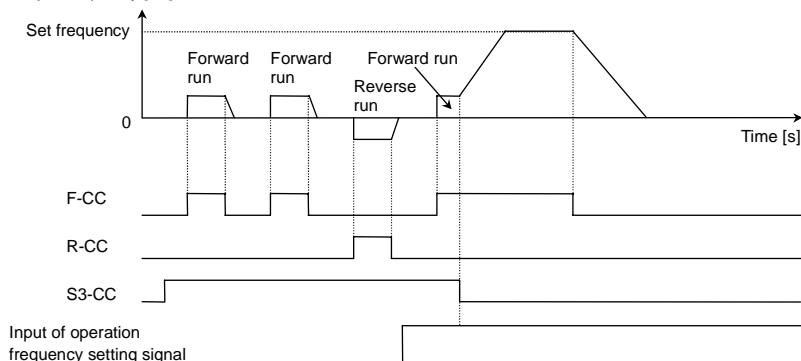 Set frequency
Forward
run
Forward
run
Forward run
Reverse
run
0
Time [s]
F-CC
R-CC
S3-CC
Input of operation
frequency setting signal